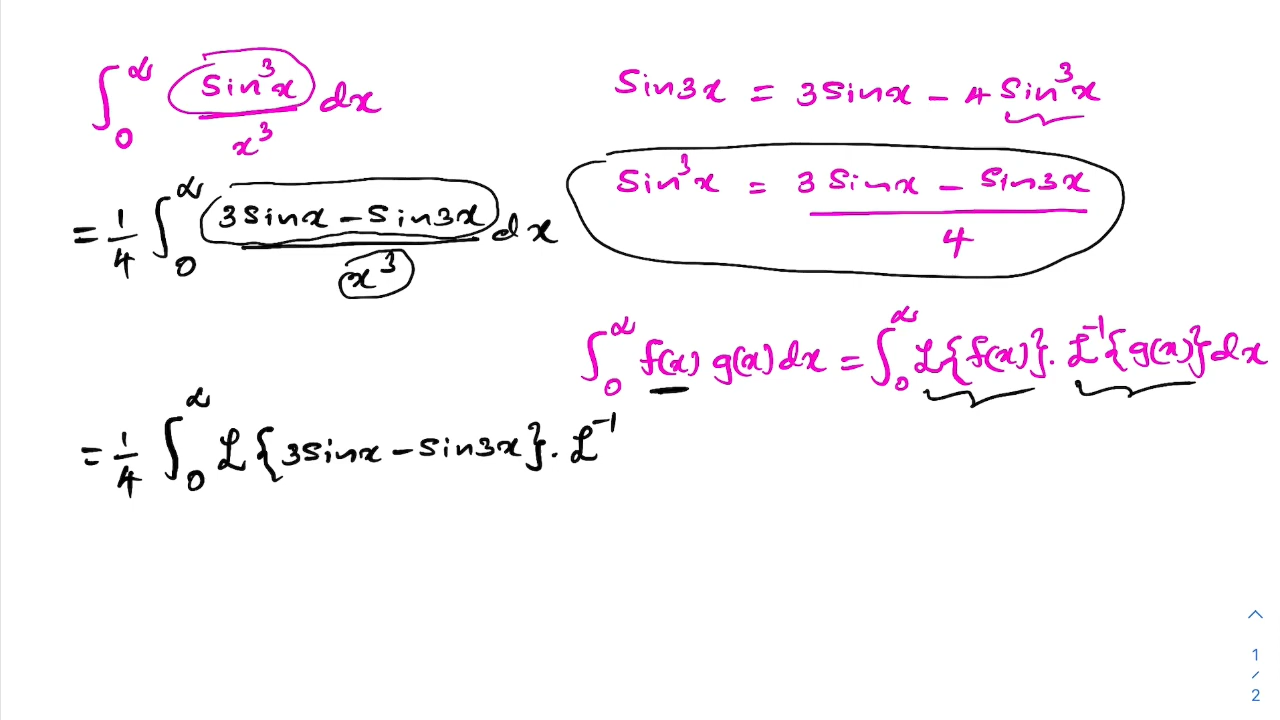 ∫₀^∞ sin³x/x³ dx
sin3x = 3sinx − 4sin³x
sin³x = (3sinx − sin3x)/4
= 1/4 ∫₀^∞ (3sinx − sin3x)/x³ dx
∫₀^∞ f(x) g(x)dx = ∫₀^∞ ℒ{f(x)}. ℒ⁻¹{g(x)}dx
= 1/4 ∫₀^∞ ℒ{3sinx − sin3x}. ℒ⁻¹
1/2